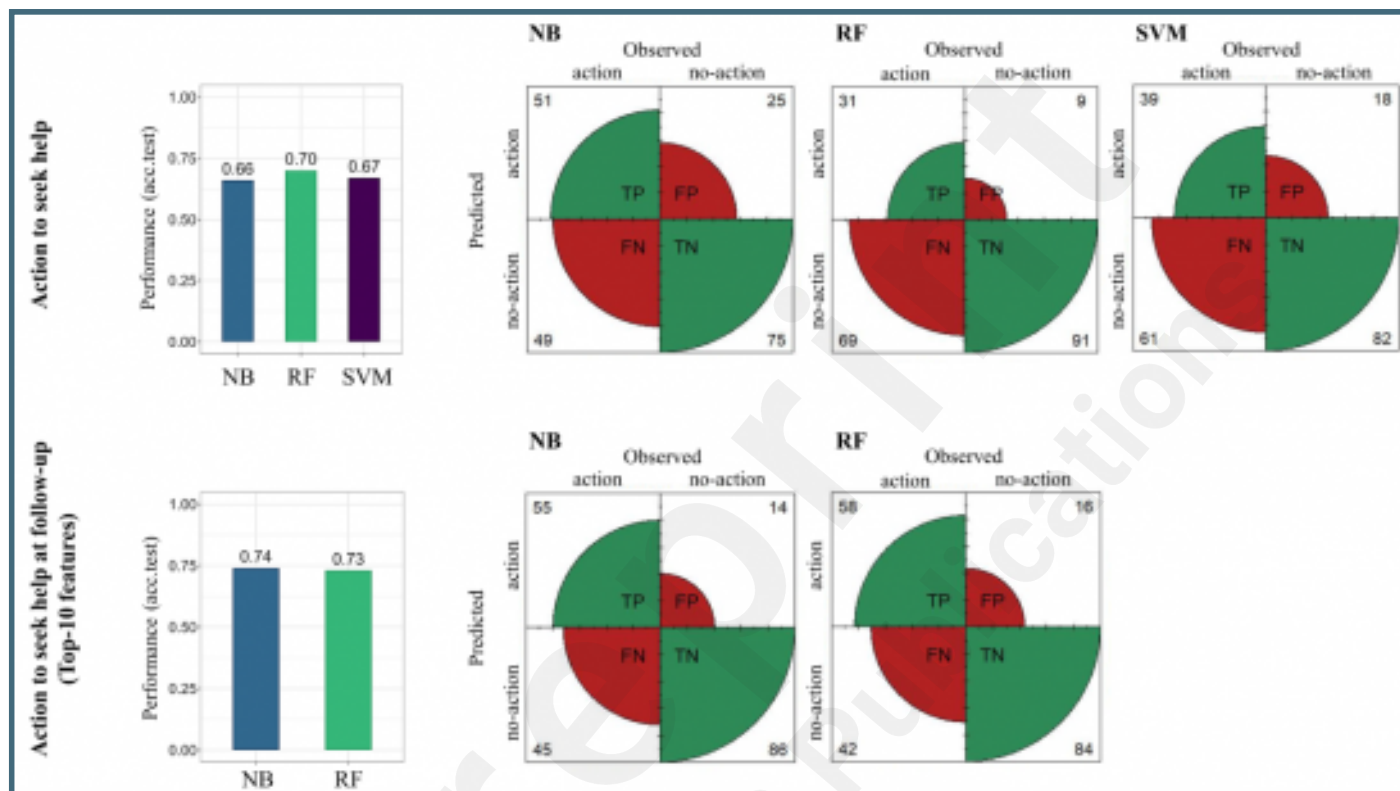 Action to seek help
Performance (acc.test)
1.00
0.75
0.50
0.25
0.00
0.66
0.70
0.67
NB
RF
SVM
NB
Observed
action
no-action
Predicted
action
no-action
51
25
TP
FP
FN
TN
49
75
RF
Observed
action
no-action
action
no-action
31
9
TP
FP
FN
TN
69
91
SVM
Observed
action
no-action
action
no-action
39
18
TP
FP
FN
TN
61
82
Action to seek help at follow-up
(Top-10 features)
Performance (acc.test)
1.00
0.75
0.50
0.25
0.00
0.74
0.73
NB
RF
NB
Observed
action
no-action
Predicted
action
no-action
55
14
TP
FP
FN
TN
45
86
RF
Observed
action
no-action
action
no-action
58
16
TP
FP
FN
TN
42
84